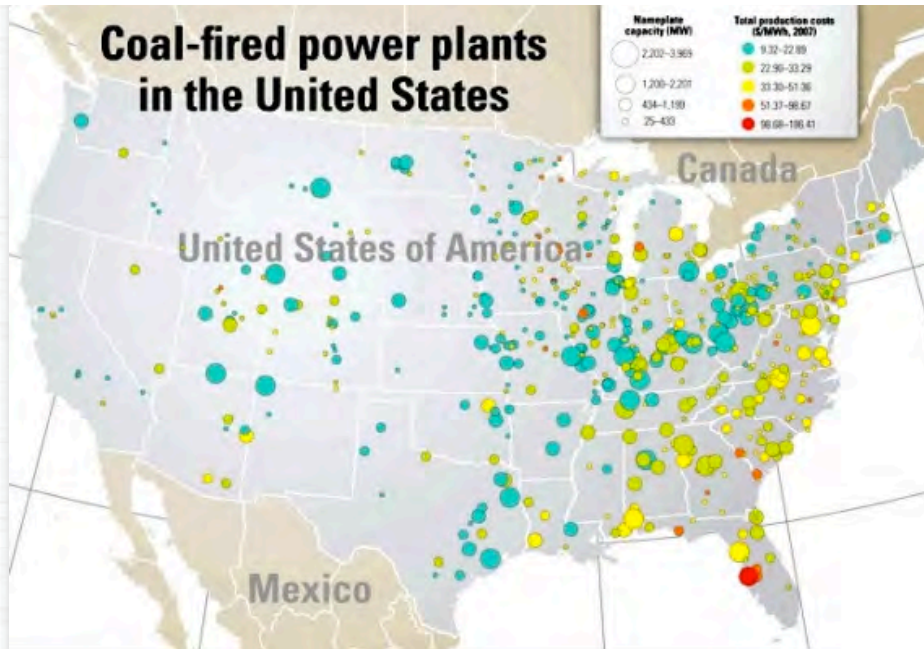 Coal-fired power plants
in the United States
Nameplate
capacity (MW)
2,202–3,969
1,200–2,201
434–1,199
25–433
Total production costs
($/MWh, 2007)
9.32–22.89
22.90–33.29
33.30–51.36
51.37–98.67
98.68–186.41
Canada
United States of America
Mexico